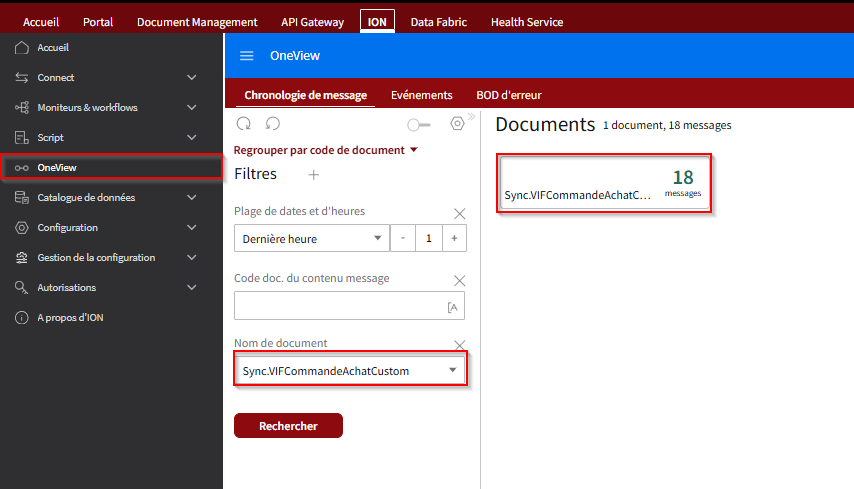 Accueil Portal Document Management API Gateway ION Data Fabric Health Service
Accueil
Connect
Moniteurs & workflows
Script
OneView
Catalogue de données
Configuration
Gestion de la configuration
Autorisations
A propos d'ION
OneView
Chronologie de message Evénements BOD d'erreur
Regrouper par code de document
Filtres
Plage de dates et d'heures
Dernière heure - 1 +
Code doc. du contenu message
Nom de document
Sync.VIFCommandeAchatCustom
Rechercher
Documents 1 document, 18 messages
18
messages
Sync.VIFCommandeAchatC...